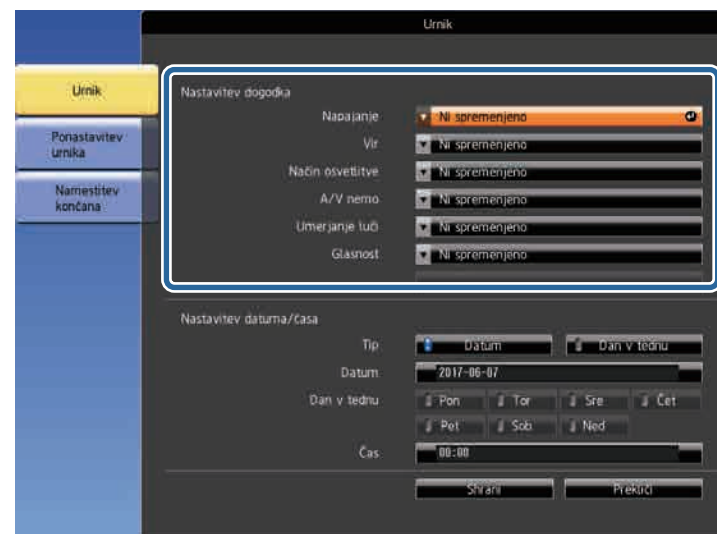 Urnik
Urnik
Ponastavitev
urnika
Namestitev
končana
Nastavitev dogodka
Napajanje Ni spremenjeno
Vir Ni spremenjeno
Način osvetlitve Ni spremenjeno
A/V nemo Ni spremenjeno
Umerjanje luči Ni spremenjeno
Glasnost Ni spremenjeno
Nastavitev datuma/časa
Tip Datum Dan v tednu
Datum 2017-06-07
Dan v tednu Pon Tor Sre Čet
Pet Sob Ned
Čas 00:00
Shrani Prekliči